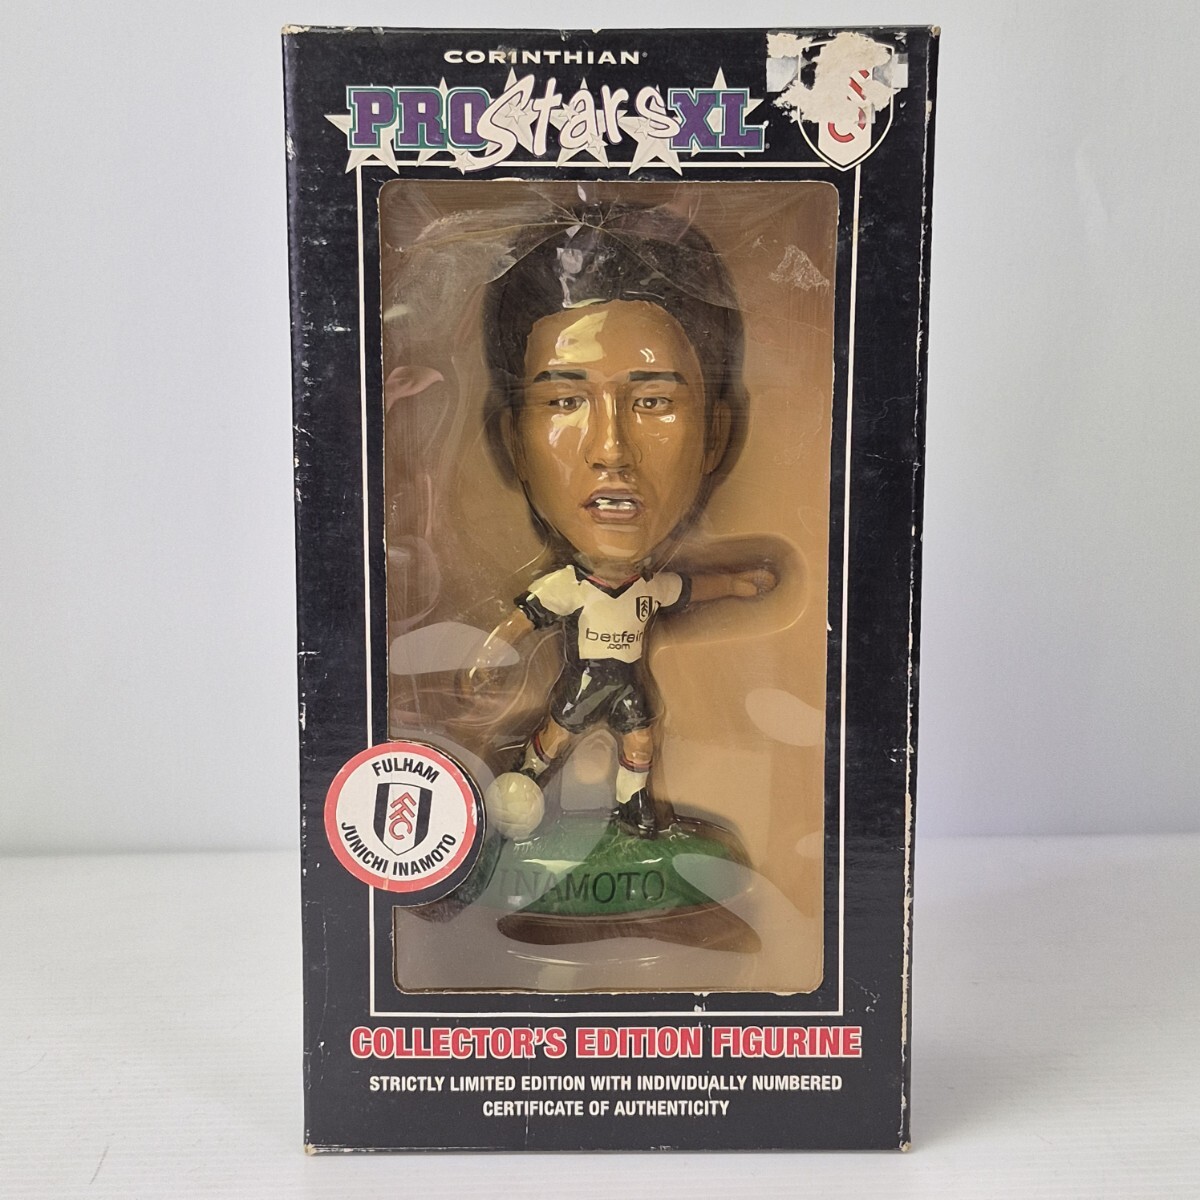 CORINTHIAN
PROStarsXL
FFC
betfair
.com
FULHAM
FFC
JUNICHI INAMOTO
INAMOTO
COLLECTOR'S EDITION FIGURINE
STRICTLY LIMITED EDITION WITH INDIVIDUALLY NUMBERED
CERTIFICATE OF AUTHENTICITY